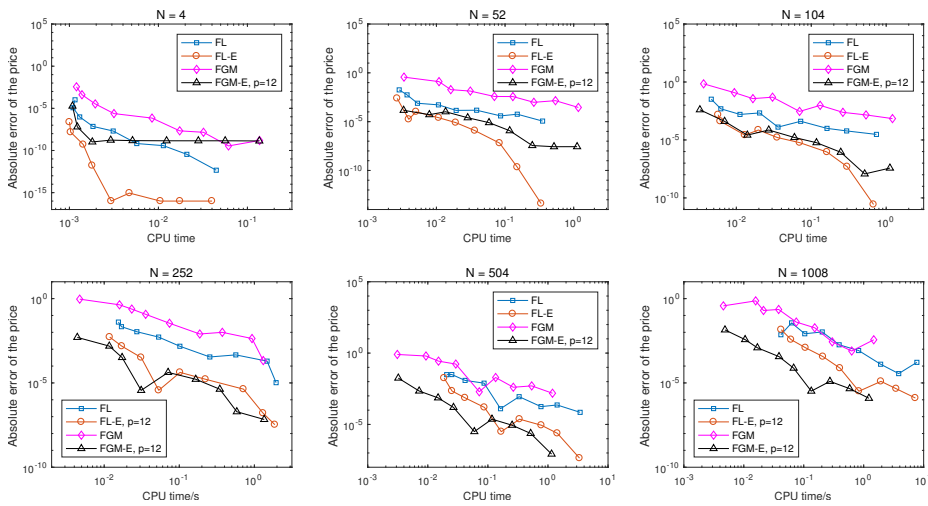 N = 4
10^5
10^0
10^-5
10^-10
10^-15
Absolute error of the price
FL
FL-E
FGM
FGM-E, p=12
10^-3
10^-2
10^-1
CPU time
N = 52
10^5
10^0
10^-5
10^-10
Absolute error of the price
FL
FL-E
FGM
FGM-E, p=12
10^-3
10^-2
10^-1
10^0
10^1
CPU time
N = 104
10^5
10^0
10^-5
10^-10
Absolute error of the price
FL
FL-E
FGM
FGM-E, p=12
10^-2
10^-1
10^0
10^1
CPU time
N = 252
10^0
10^-5
10^-10
Absolute error of the price
FL
FL-E, p=12
FGM
FGM-E, p=12
10^-2
10^-1
10^0
CPU time/s
N = 504
10^5
10^0
10^-5
Absolute error of the price
FL
FL-E
FGM
FGM-E, p=12
10^-3
10^-2
10^-1
10^0
10^1
CPU time
N = 1008
10^0
10^-5
10^-10
Absolute error of the price
FL
FL-E, p=12
FGM
FGM-E, p=12
10^-3
10^-2
10^-1
10^0
10
CPU time/s